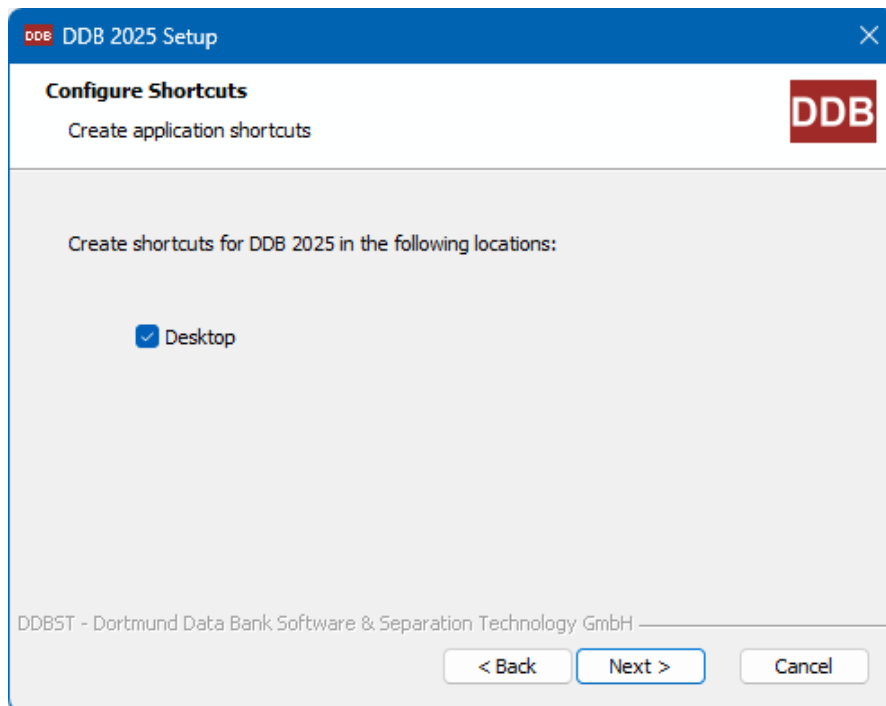 DDB DDB 2025 Setup
Configure Shortcuts
Create application shortcuts
DDB
Create shortcuts for DDB 2025 in the following locations:
Desktop
DDBST - Dortmund Data Bank Software & Separation Technology GmbH
< Back Next > Cancel